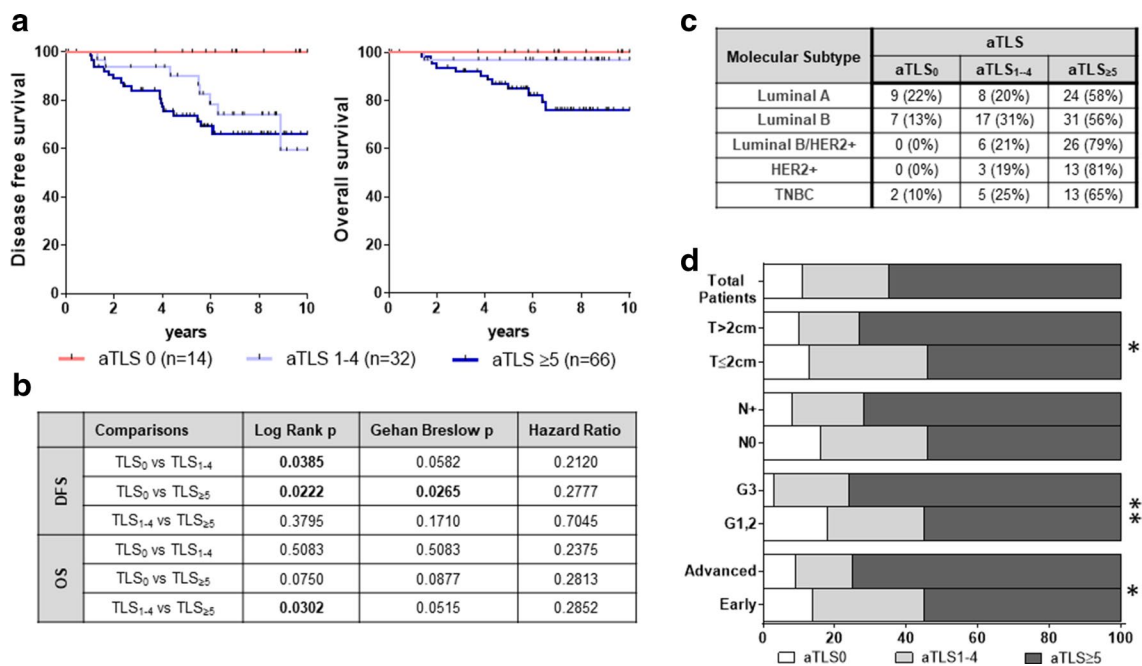 a
Disease free survival
100
80
60
40
20
0
0 2 4 6 8 10
years
Overall survival
100
80
60
40
20
0
0 2 4 6 8 10
years
aTLS 0 (n=14) aTLS 1-4 (n=32) aTLS ≥5 (n=66)
b
Comparisons Log Rank p Gehan Breslow p Hazard Ratio
DFS
TLS0 vs TLS1-4 0.0385 0.0582 0.2120
TLS0 vs TLS≥5 0.0222 0.0265 0.2777
TLS1-4 vs TLS≥5 0.3795 0.1710 0.7045
OS
TLS0 vs TLS1-4 0.5083 0.5083 0.2375
TLS0 vs TLS≥5 0.0750 0.0877 0.2813
TLS1-4 vs TLS≥5 0.0302 0.0515 0.2852
c
Molecular Subtype aTLS
aTLS0 aTLS1-4 aTLS≥5
Luminal A 9 (22%) 8 (20%) 24 (58%)
Luminal B 7 (13%) 17 (31%) 31 (56%)
Luminal B/HER2+ 0 (0%) 6 (21%) 26 (79%)
HER2+ 0 (0%) 3 (19%) 13 (81%)
TNBC 2 (10%) 5 (25%) 13 (65%)
d
Total
Patients
T>2cm
*
T≤2cm
N+
N0
G3
*
*
G1,2
Advanced
*
Early
0 20 40 60 80 100
aTLS0 aTLS1-4 aTLS≥5